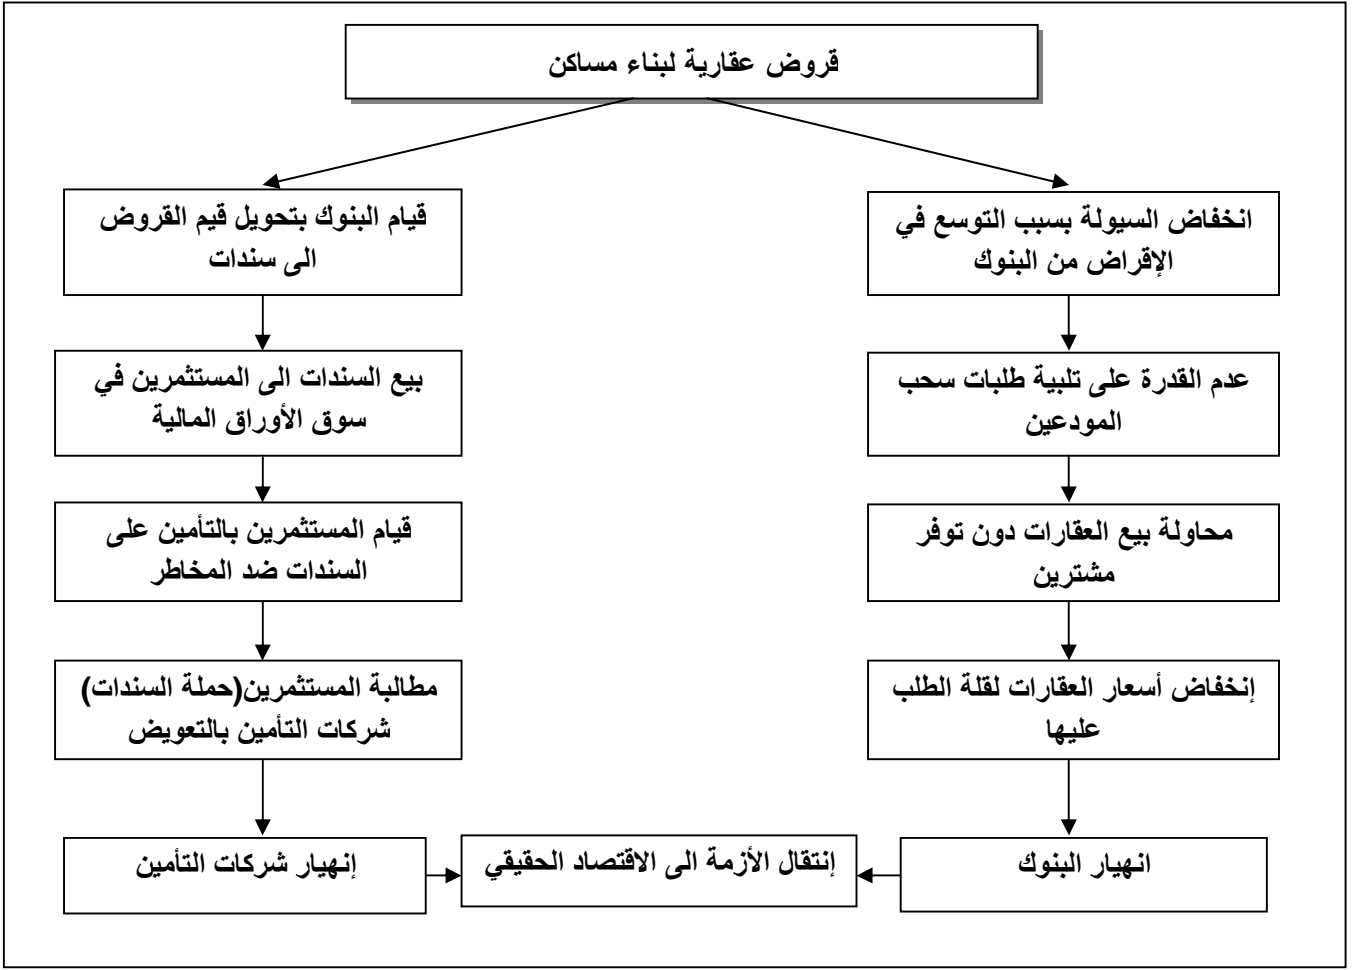 قروض عقارية لبناء مساكن
انخفاض السيولة بسبب التوسع في
الإقراض من البنوك
عدم القدرة على تلبية طلبات سحب
المودعين
محاولة بيع العقارات دون توفر
مشترين
إنخفاض أسعار العقارات لقلة الطلب
عليها
انهيار البنوك
قيام البنوك بتحويل قيم القروض
الى سندات
بيع السندات الى المستثمرين في
سوق الأوراق المالية
قيام المستثمرين بالتأمين على
السندات ضد المخاطر
مطالبة المستثمرين(حملة السندات)
شركات التأمين بالتعويض
إنهيار شركات التأمين
إنتقال الأزمة الى الاقتصاد الحقيقي